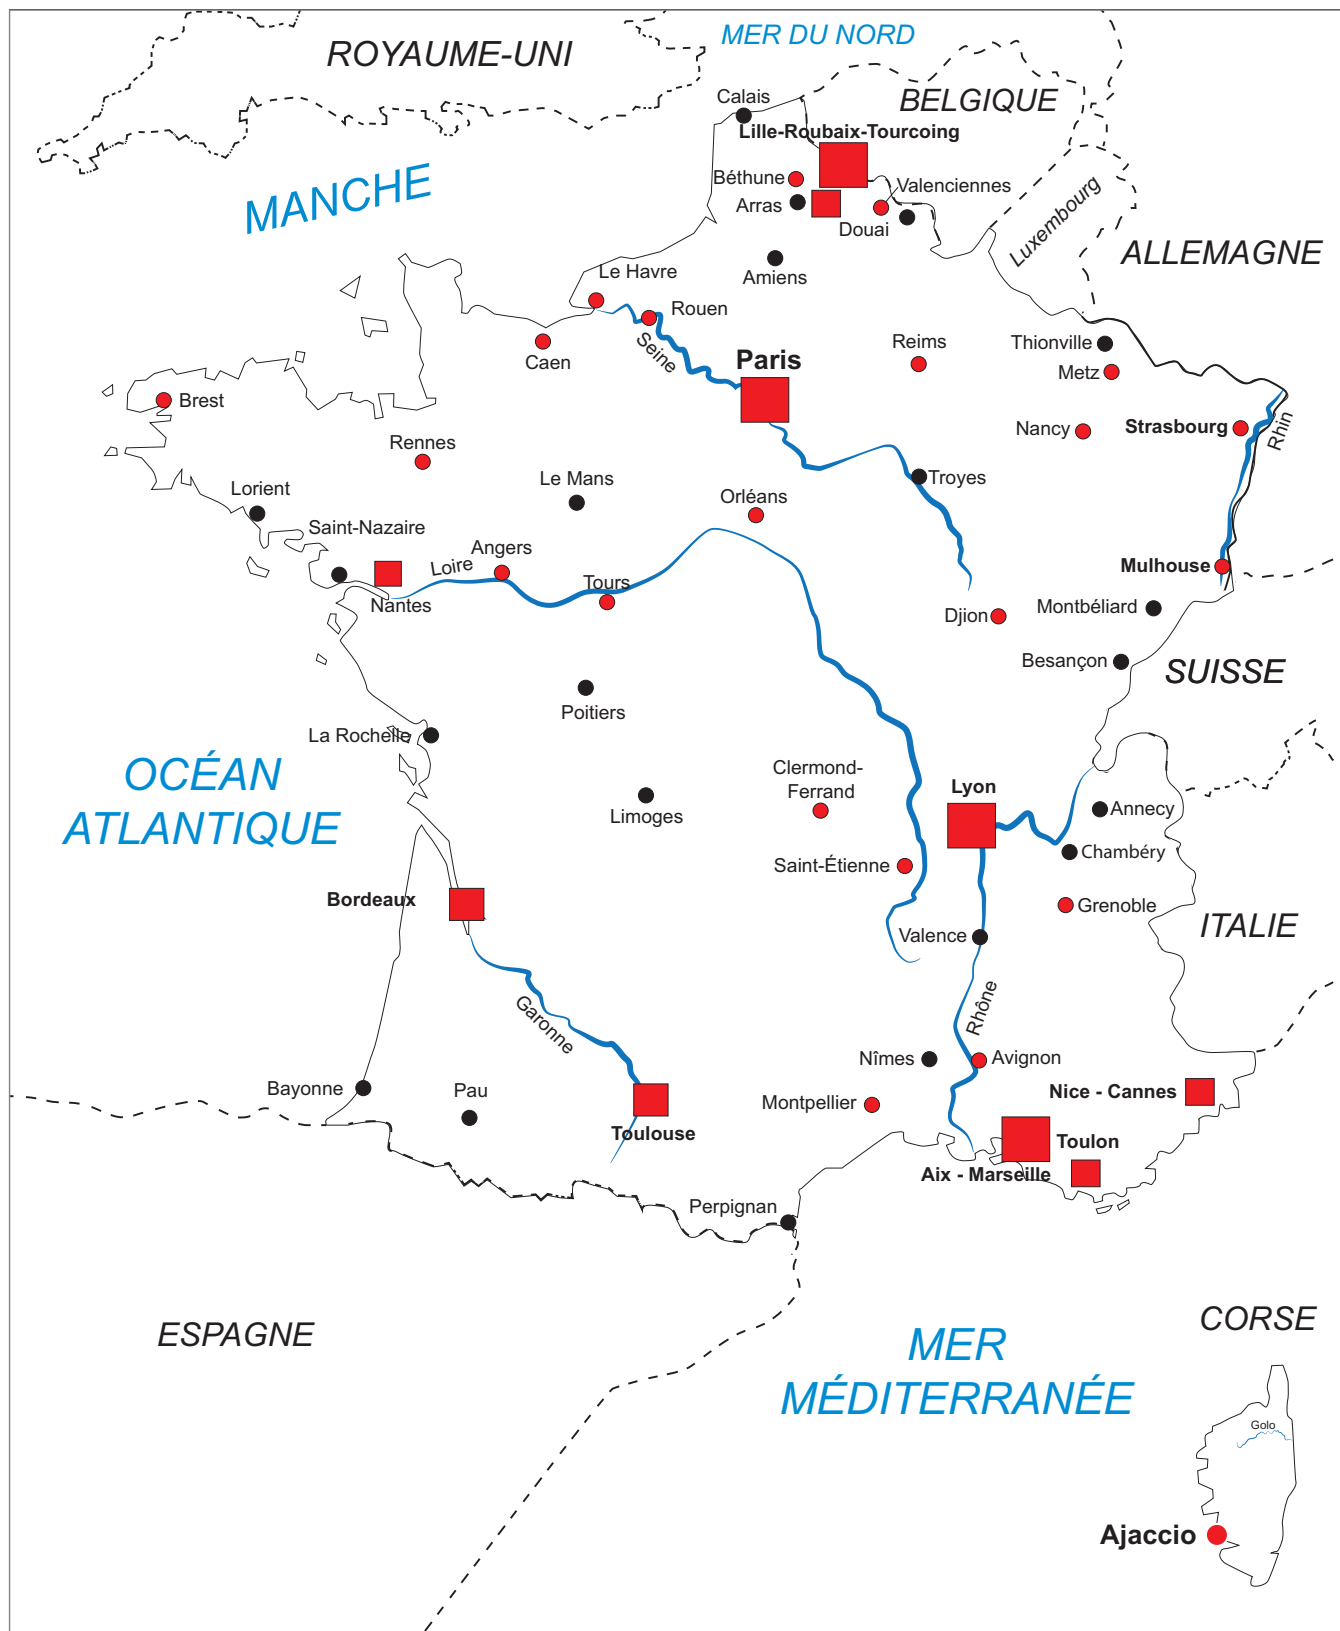 ROYAUME-UNI
MER DU NORD
BELGIQUE
Calais
Lille-Roubaix-Tourcoing
MANCHE
Béthune
Valenciennes
Arras
Douai
Luxembourg
ALLEMAGNE
Amiens
Le Havre
Rouen
Seine
Caen
Paris
Reims
Thionville
Metz
Brest
Rennes
Nancy
Strasbourg
Rhin
Le Mans
Troyes
Lorient
Orléans
Saint-Nazaire
Angers
Loire
Tours
Nantes
Mulhouse
Djion
Montbéliard
Besançon
SUISSE
Poitiers
La Rochelle
OCÉAN
ATLANTIQUE
Clermond-
Ferrand
Lyon
Limoges
Annecy
Chambéry
Saint-Étienne
Bordeaux
Grenoble
ITALIE
Valence
Garonne
Rhône
Nîmes
Avignon
Bayonne
Pau
Montpellier
Nice - Cannes
Toulouse
Toulon
Aix - Marseille
Perpignan
ESPAGNE
CORSE
MER
MÉDITERRANÉE
Golo
Ajaccio